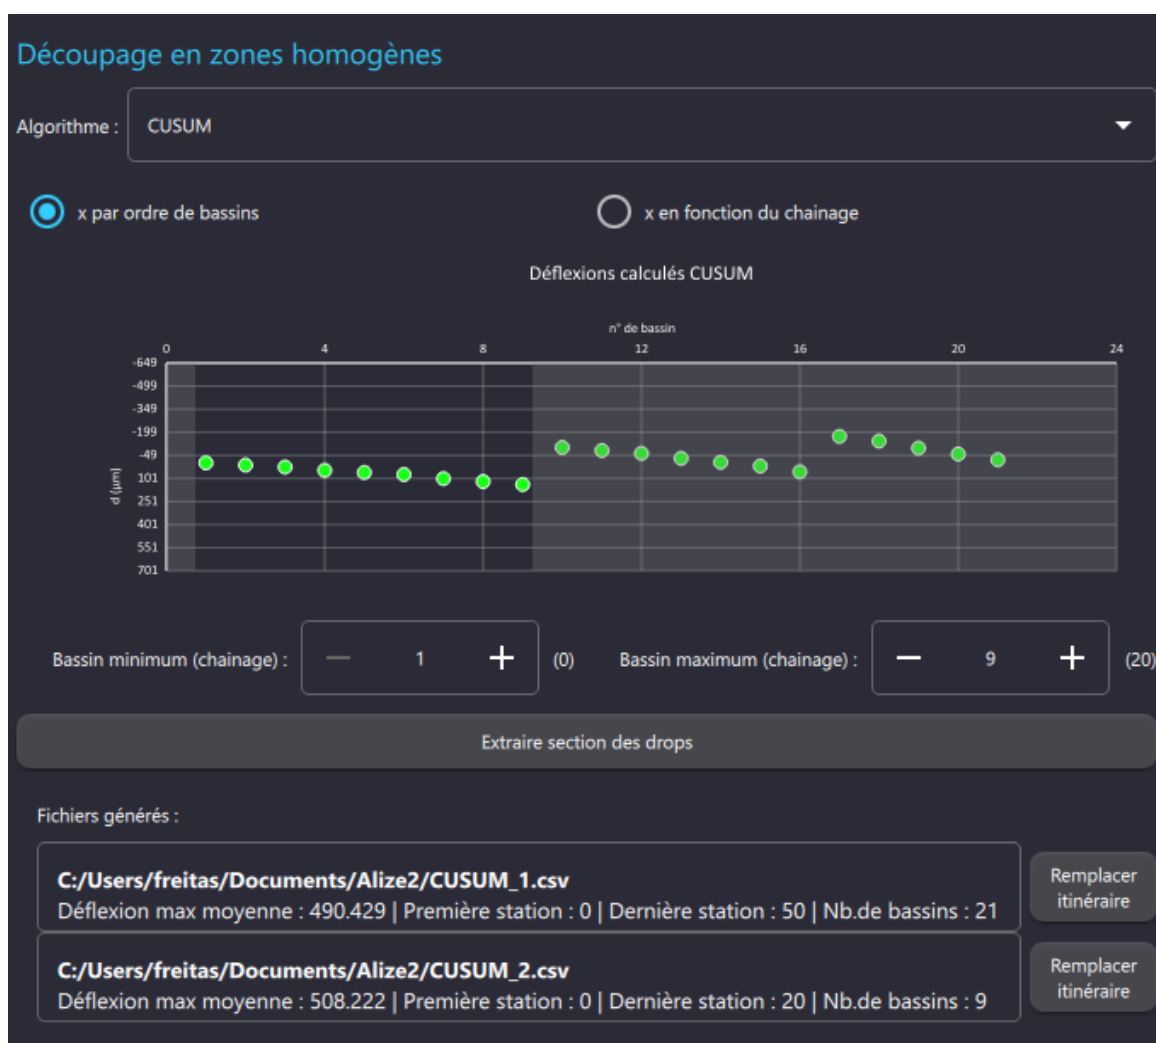 Découpage en zones homogènes
Algorithme : CUSUM
x par ordre de bassins x en fonction du chainage
Déflexions calculés CUSUM
n° de bassin
0 4 8 12 16 20 24
-649
-499
-349
-199
-49
101
251
401
551
701
d (µm)
Bassin minimum (chainage) : — 1 + (0) Bassin maximum (chainage) : — 9 + (20)
Extraire section des drops
Fichiers générés :
C:/Users/freitas/Documents/Alize2/CUSUM_1.csv
Déflexion max moyenne : 490.429 | Première station : 0 | Dernière station : 50 | Nb.de bassins : 21
Remplacer
itinéraire
C:/Users/freitas/Documents/Alize2/CUSUM_2.csv
Déflexion max moyenne : 508.222 | Première station : 0 | Dernière station : 20 | Nb.de bassins : 9
Remplacer
itinéraire